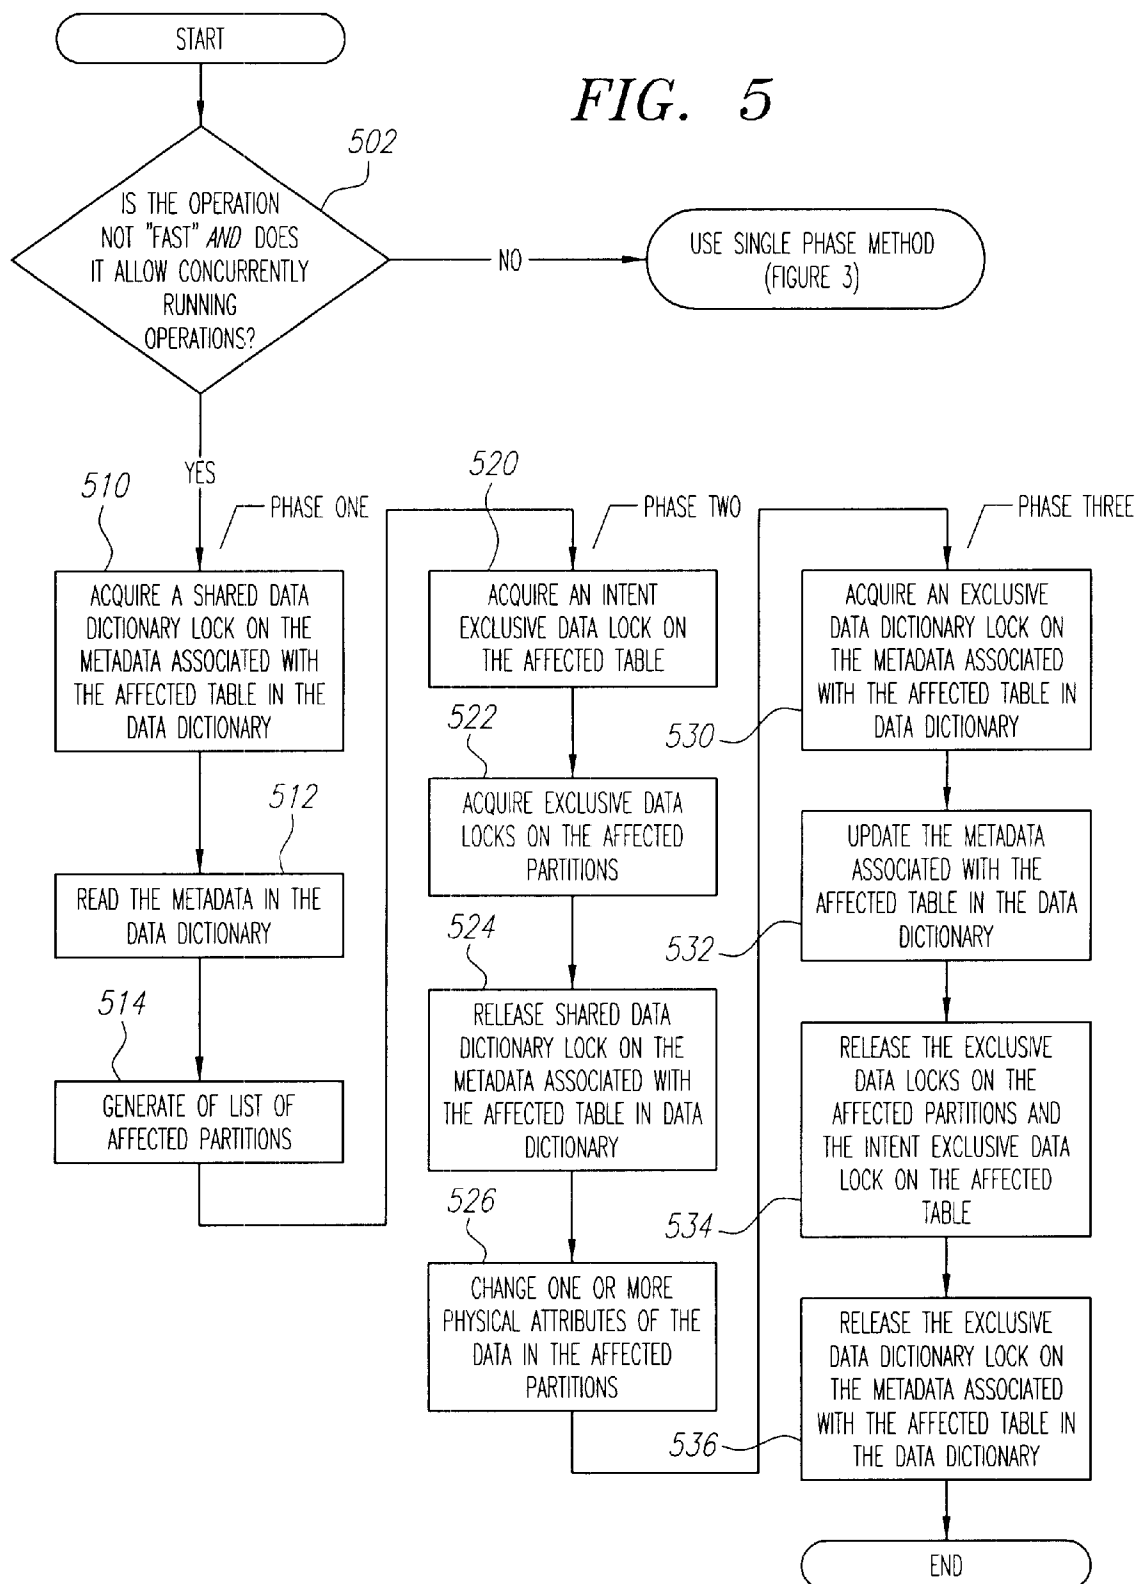 START
FIG. 5
502
IS THE OPERATION
NOT "FAST" AND DOES
IT ALLOW CONCURRENTLY
RUNNING
OPERATIONS?
NO
USE SINGLE PHASE METHOD
(FIGURE 3)
YES
510
PHASE ONE
ACQUIRE A SHARED DATA
DICTIONARY LOCK ON THE
METADATA ASSOCIATED WITH
THE AFFECTED TABLE IN THE
DATA DICTIONARY
512
READ THE METADATA IN THE
DATA DICTIONARY
514
GENERATE OF LIST OF
AFFECTED PARTITIONS
520
PHASE TWO
ACQUIRE AN INTENT
EXCLUSIVE DATA LOCK ON
THE AFFECTED TABLE
522
ACQUIRE EXCLUSIVE DATA
LOCKS ON THE AFFECTED
PARTITIONS
524
RELEASE SHARED DATA
DICTIONARY LOCK ON THE
METADATA ASSOCIATED WITH
THE AFFECTED TABLE IN DATA
DICTIONARY
526
CHANGE ONE OR MORE
PHYSICAL ATTRIBUTES OF THE
DATA IN THE AFFECTED
PARTITIONS
PHASE THREE
ACQUIRE AN EXCLUSIVE
DATA DICTIONARY LOCK ON
THE METADATA ASSOCIATED
WITH THE AFFECTED TABLE IN
DATA DICTIONARY
530
UPDATE THE METADATA
ASSOCIATED WITH THE
AFFECTED TABLE IN THE DATA
DICTIONARY
532
RELEASE THE EXCLUSIVE
DATA LOCKS ON THE
AFFECTED PARTITIONS AND
THE INTENT EXCLUSIVE DATA
LOCK ON THE AFFECTED
TABLE
534
RELEASE THE EXCLUSIVE
DATA DICTIONARY LOCK ON
THE METADATA ASSOCIATED
WITH THE AFFECTED TABLE IN
THE DATA DICTIONARY
536
END